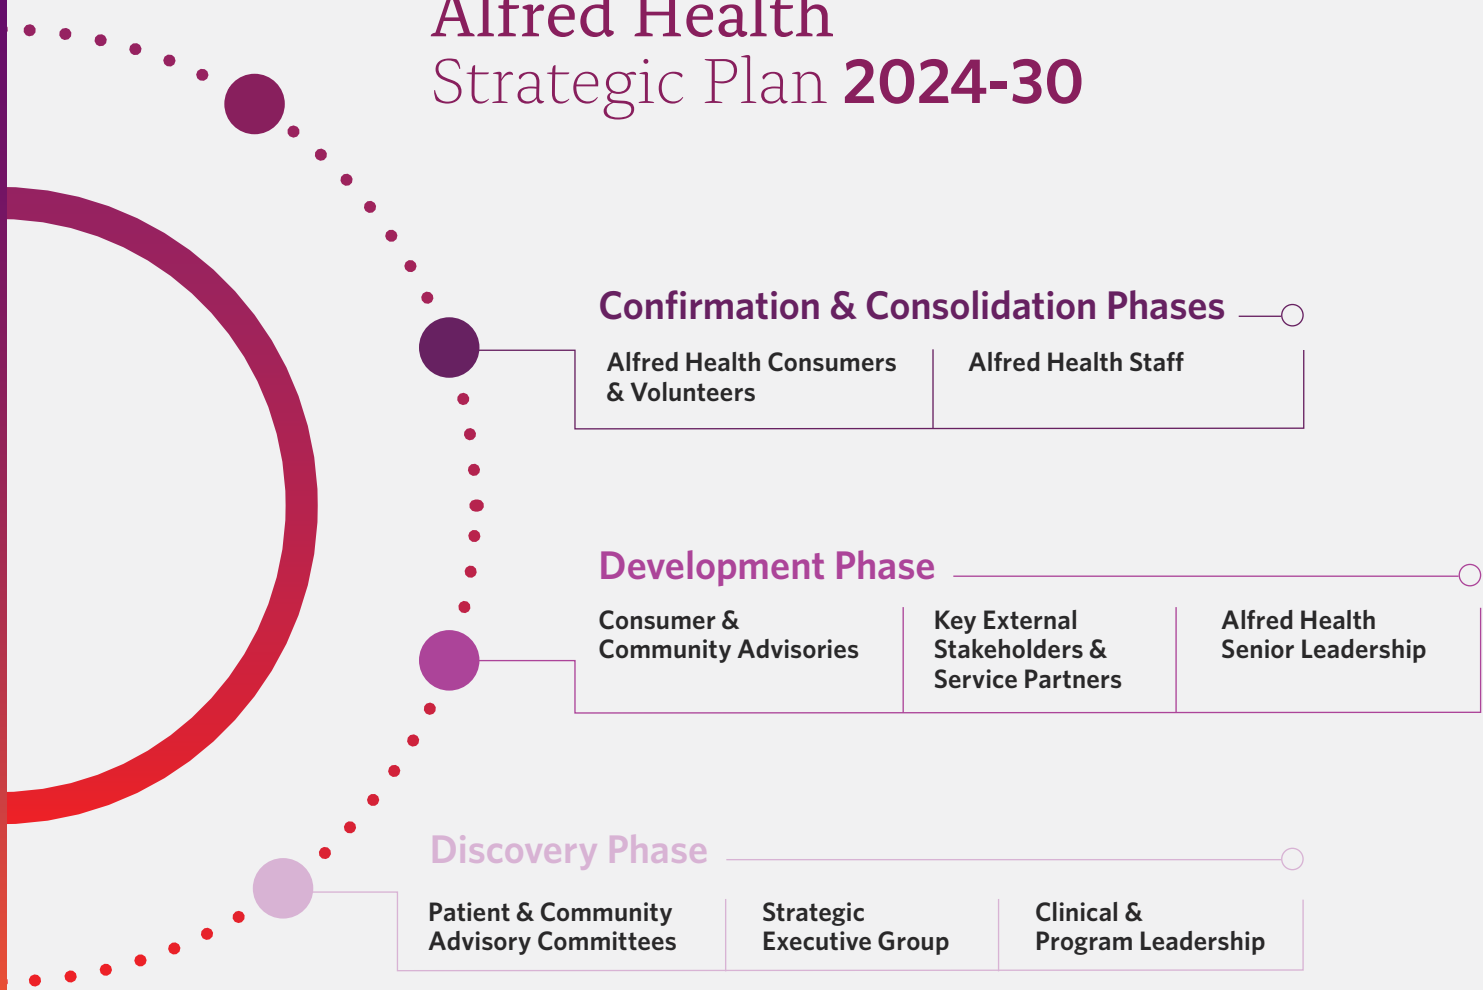 Alfred Health
Strategic Plan 2024-30
Confirmation & Consolidation Phases
Alfred Health Consumers
& Volunteers
Alfred Health Staff
Development Phase
Consumer &
Community Advisories
Key External
Stakeholders &
Service Partners
Alfred Health
Senior Leadership
Discovery Phase
Patient & Community
Advisory Committees
Strategic
Executive Group
Clinical &
Program Leadership